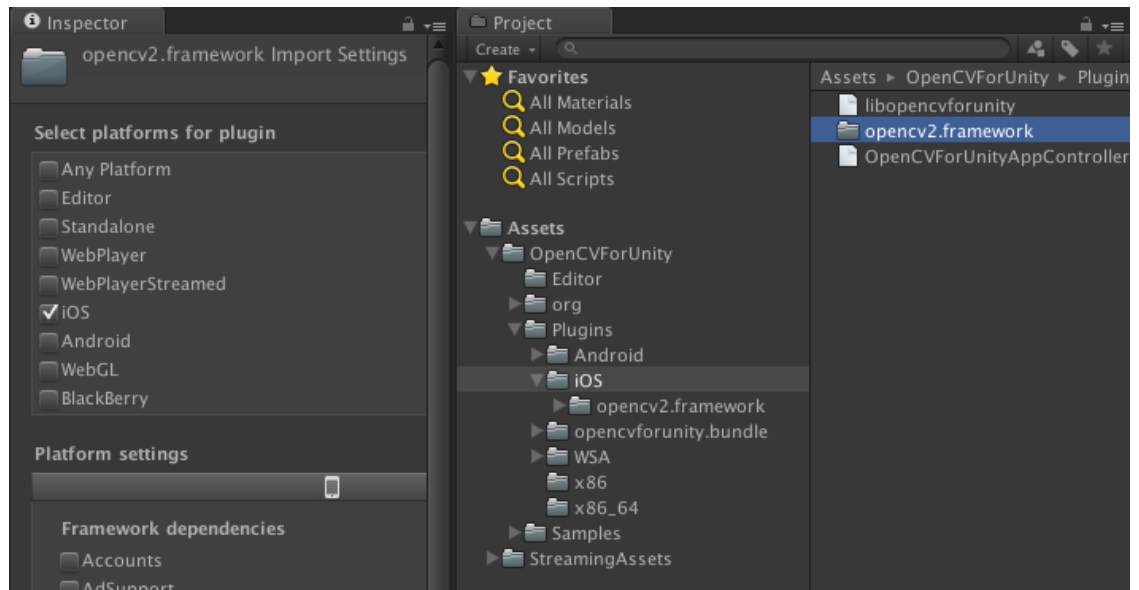 Inspector
opencv2.framework Import Settings
Select platforms for plugin
Any Platform
Editor
Standalone
WebPlayer
WebPlayerStreamed
iOS
Android
WebGL
BlackBerry
Platform settings
Framework dependencies
Accounts
AdSupport
Project
Create
Favorites
All Materials
All Models
All Prefabs
All Scripts
Assets
OpenCVForUnity
Editor
org
Plugins
Android
iOS
opencv2.framework
opencvforunity.bundle
WSA
x86
x86_64
Samples
StreamingAssets
Assets ▸ OpenCVForUnity ▸ Plugin
libopencvforunity
opencv2.framework
OpenCVForUnityAppController